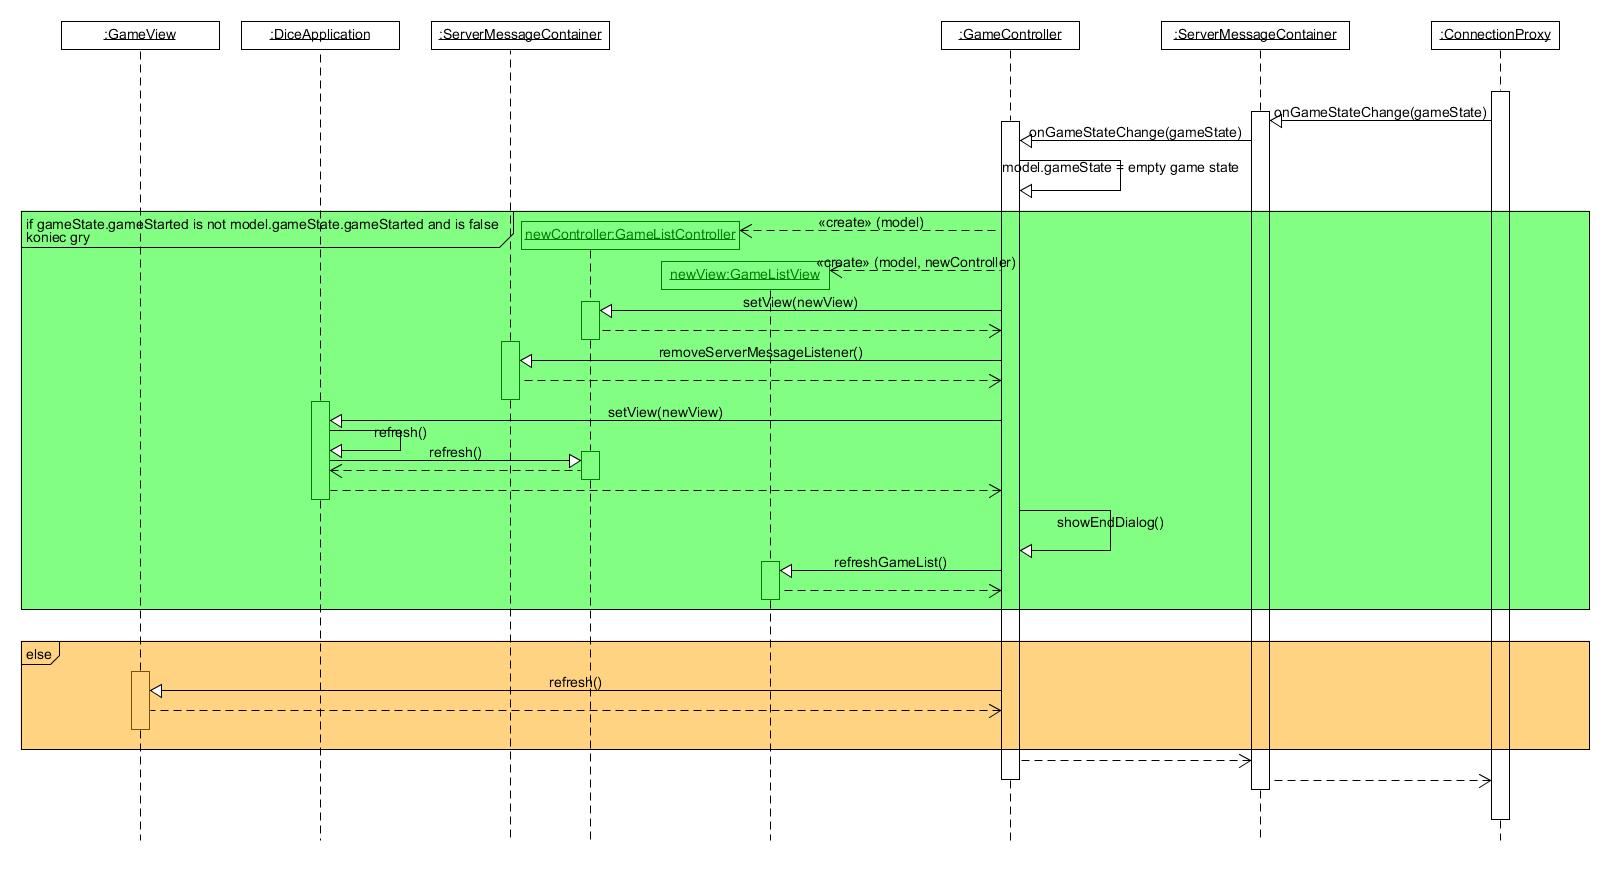 :GameView
:DiceApplication
:ServerMessageContainer
:GameController
:ServerMessageContainer
:ConnectionProxy
onGameStateChange(gameState)
onGameStateChange(gameState)
model.gameState = empty game state
if gameState.gameStarted is not model.gameState.gameStarted and is false
koniec gry
«create» (model)
newController:GameListController
«create» (model, newController)
newView:GameListView
setView(newView)
removeServerMessageListener()
setView(newView)
refresh()
refresh()
showEndDialog()
refreshGameList()
else
refresh()